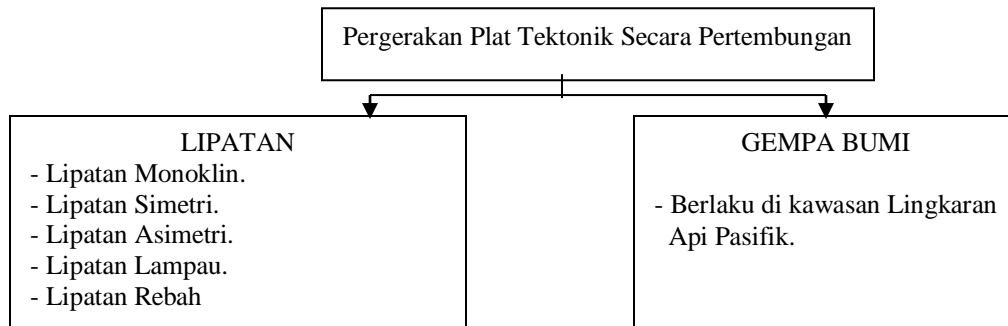 Pergerakan Plat Tektonik Secara Pertembungan
LIPATAN
- Lipatan Monoklin.
- Lipatan Simetri.
- Lipatan Asimetri.
- Lipatan Lampau.
- Lipatan Rebah
GEMPA BUMI
- Berlaku di kawasan Lingkaran
Api Pasifik.